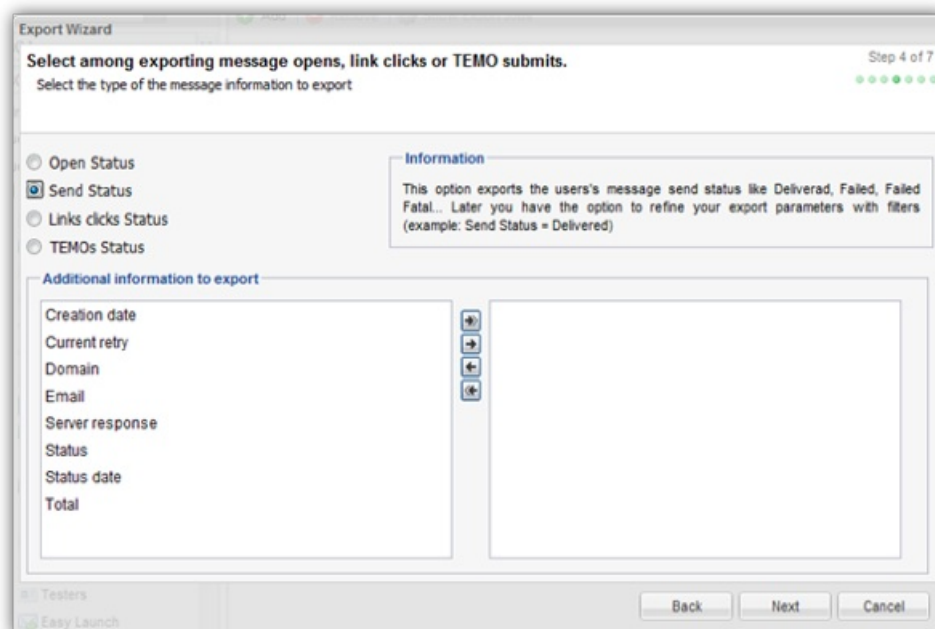 Export Wizard
Select among exporting message opens, link clicks or TEMO submits.
Step 4 of 7
Select the type of the message information to export
Open Status
Send Status
Links clicks Status
TEMOs Status
Information
This option exports the users's message send status like Deliverad, Failed, Failed
Fatal... Later you have the option to refine your export parameters with filters
(example: Send Status = Delivered)
Additional information to export
Creation date
Current retry
Domain
Email
Server response
Status
Status date
Total
Testers
Easy Launch
Back
Next
Cancel